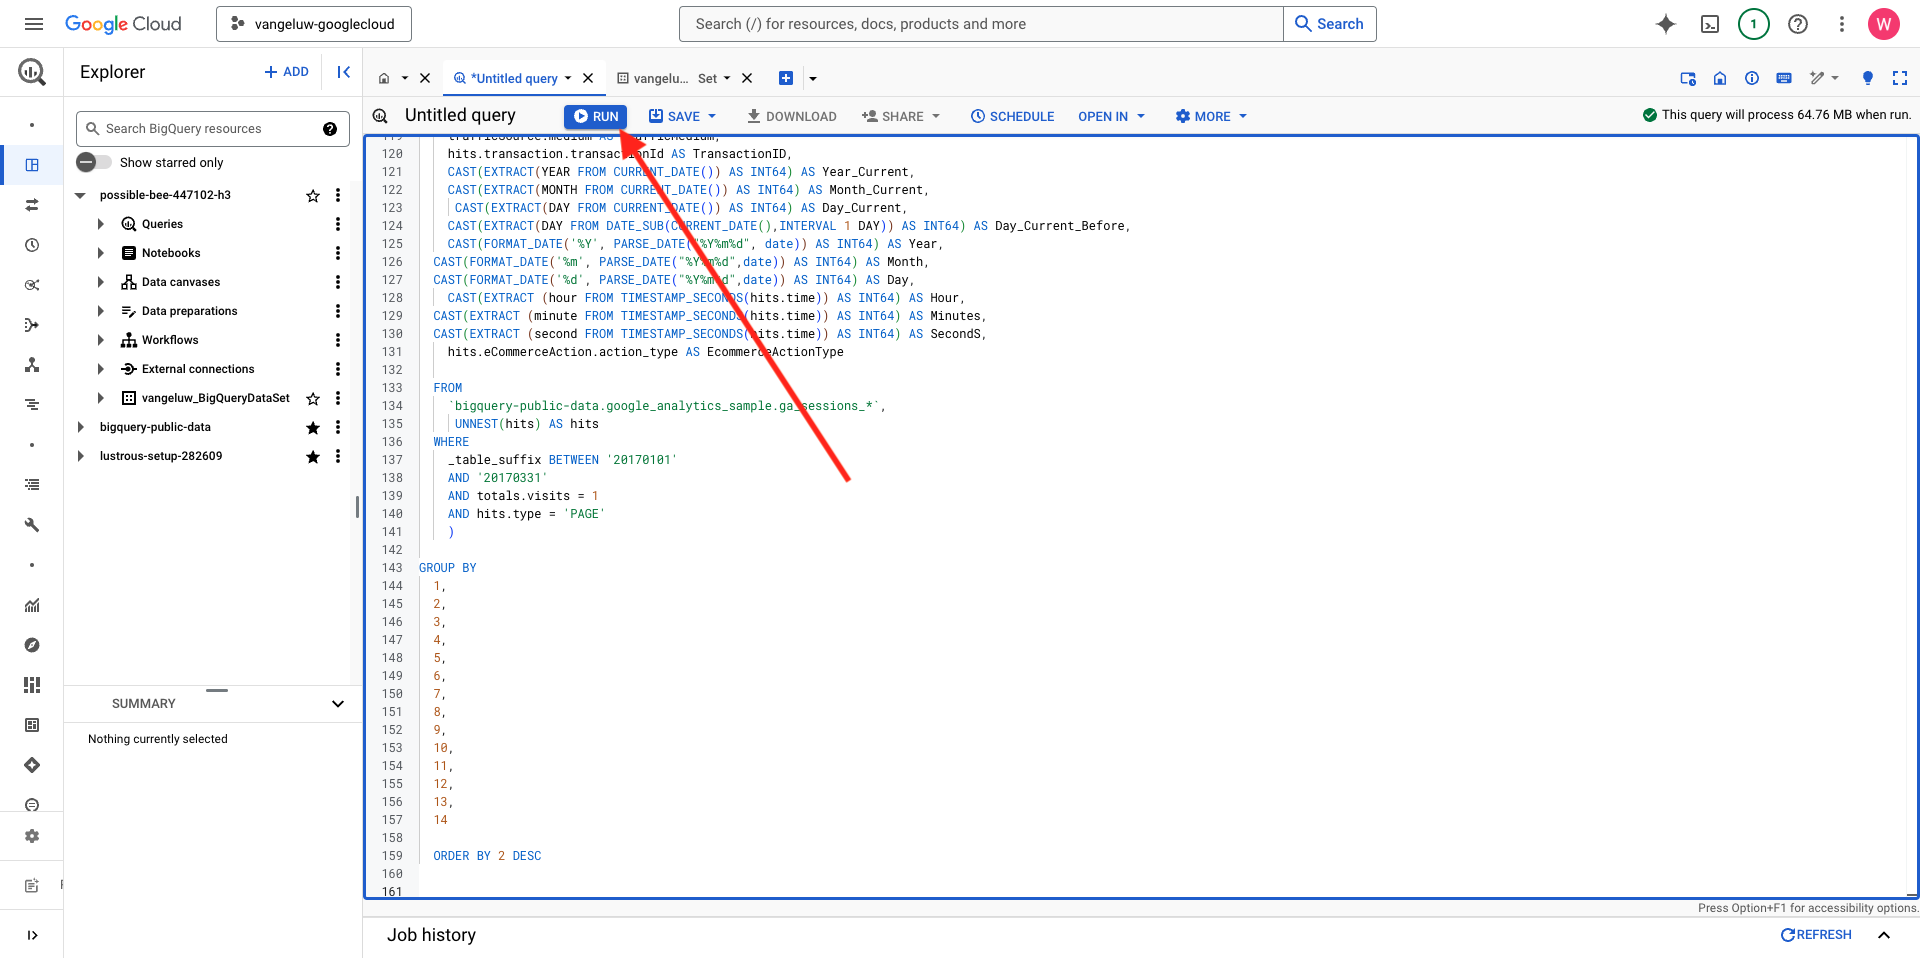 Google Cloud
vangeluw-googlecloud
Search (/) for resources, docs, products and more
Search
1
W
Explorer
ADD
*Untitled query
vangelu... Set
Untitled query
RUN
SAVE
DOWNLOAD
SHARE
SCHEDULE
OPEN IN
MORE
This query will process 64.76 MB when run.
Search BigQuery resources
Show starred only
possible-bee-447102-h3
Queries
Notebooks
Data canvases
Data preparations
Workflows
External connections
vangeluw_BigQueryDataSet
bigquery-public-data
lustrous-setup-282609
SUMMARY
Nothing currently selected
120 hits.transaction.transactionId AS TransactionID,
121 CAST(EXTRACT(YEAR FROM CURRENT_DATE()) AS INT64) AS Year_Current,
122 CAST(EXTRACT(MONTH FROM CURRENT_DATE()) AS INT64) AS Month_Current,
123 CAST(EXTRACT(DAY FROM CURRENT_DATE()) AS INT64) AS Day_Current,
124 CAST(EXTRACT(DAY FROM DATE_SUB(CURRENT_DATE(),INTERVAL 1 DAY)) AS INT64) AS Day_Current_Before,
125 CAST(FORMAT_DATE('%Y', PARSE_DATE("%Y%m%d", date)) AS INT64) AS Year,
126 CAST(FORMAT_DATE('%m', PARSE_DATE("%Y%m%d",date)) AS INT64) AS Month,
127 CAST(FORMAT_DATE('%d', PARSE_DATE("%Y%m%d",date)) AS INT64) AS Day,
128 CAST(EXTRACT (hour FROM TIMESTAMP_SECONDS(hits.time)) AS INT64) AS Hour,
129 CAST(EXTRACT (minute FROM TIMESTAMP_SECONDS(hits.time)) AS INT64) AS Minutes,
130 CAST(EXTRACT (second FROM TIMESTAMP_SECONDS(hits.time)) AS INT64) AS SecondS,
131 hits.eCommerceAction.action_type AS EcommerceActionType
132
133 FROM
134 `bigquery-public-data.google_analytics_sample.ga_sessions_*`,
135 UNNEST(hits) AS hits
136 WHERE
137 _table_suffix BETWEEN '20170101'
138 AND '20170331'
139 AND totals.visits = 1
140 AND hits.type = 'PAGE'
141 )
142
143 GROUP BY
144 1,
145 2,
146 3,
147 4,
148 5,
149 6,
150 7,
151 8,
152 9,
153 10,
154 11,
155 12,
156 13,
157 14
158
159 ORDER BY 2 DESC
160
161
Press Option+F1 for accessibility options.
Job history
REFRESH